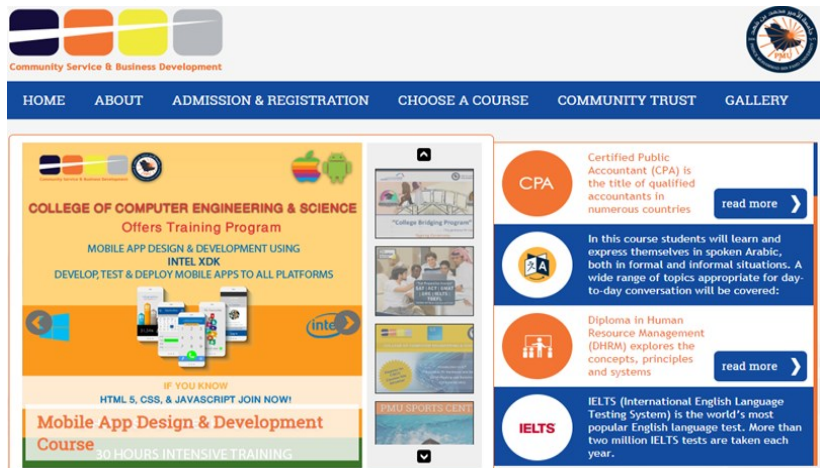 Community Service & Business Development
PMU
HOME ABOUT ADMISSION & REGISTRATION CHOOSE A COURSE COMMUNITY TRUST GALLERY
COLLEGE OF COMPUTER ENGINEERING & SCIENCE
Offers Training Program
MOBILE APP DESIGN & DEVELOPMENT USING
INTEL XDK
DEVELOP, TEST & DEPLOY MOBILE APPS TO ALL PLATFORMS
IF YOU KNOW
HTML 5, CSS, & JAVASCRIPT JOIN NOW!
Mobile App Design & Development
Course
30 HOURS INTENSIVE TRAINING
"College Bridging Program"
PMU SPORTS CENT
CPA
Certified Public
Accountant (CPA) is
the title of qualified
accountants in
numerous countries
read more
In this course students will learn and
express themselves in spoken Arabic,
both in formal and informal situations. A
wide range of topics appropriate for day-
to-day conversation will be covered:
Diploma in Human
Resource Management
(DHRM) explores the
concepts, principles
and systems
read more
IELTS
IELTS (International English Language
Testing System) is the world's most
popular English language test. More than
two million IELTS tests are taken each
year.